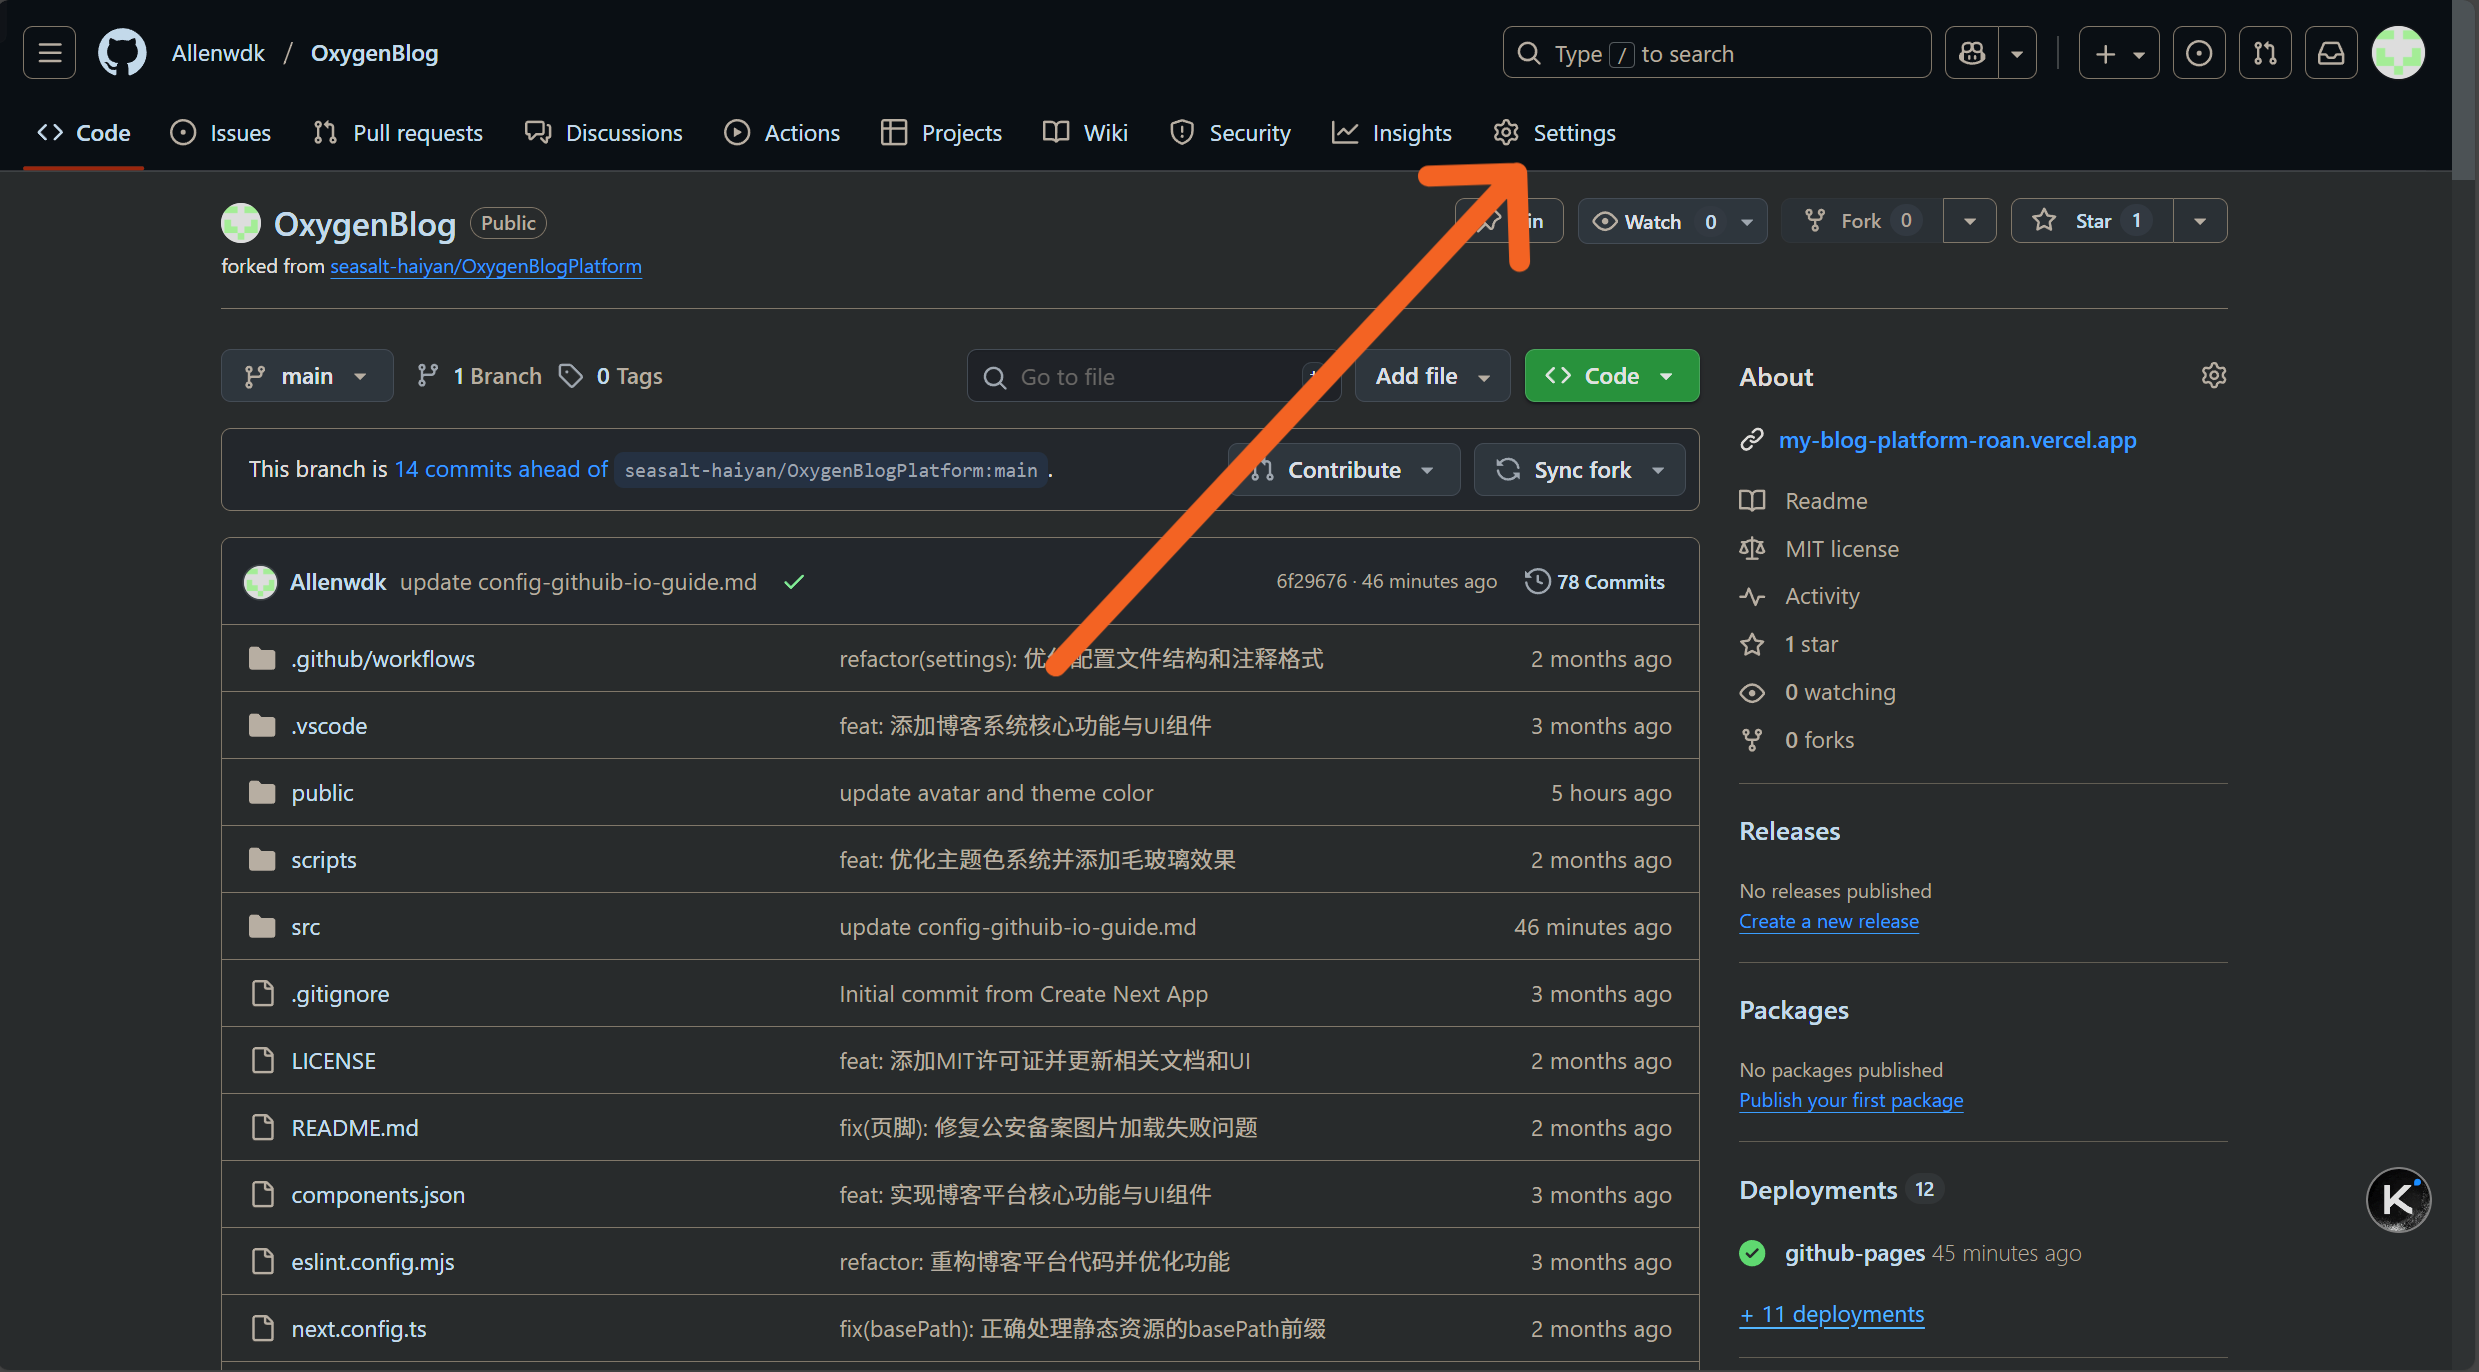 Allenwdk / OxygenBlog
Type / to search
Code Issues Pull requests Discussions Actions Projects Wiki Security Insights Settings
OxygenBlog Public
Watch 0 Fork 0 Star 1
forked from seasalt-haiyan/OxygenBlogPlatform
main 1 Branch 0 Tags Go to file Add file Code
This branch is 14 commits ahead of seasalt-haiyan/OxygenBlogPlatform:main .
Contribute Sync fork
Allenwdk update config-githuib-io-guide.md 6f29676 · 46 minutes ago 78 Commits
.github/workflows refactor(settings): 优化配置文件结构和注释格式 2 months ago
.vscode feat: 添加博客系统核心功能与UI组件 3 months ago
public update avatar and theme color 5 hours ago
scripts feat: 优化主题色系统并添加毛玻璃效果 2 months ago
src update config-githuib-io-guide.md 46 minutes ago
.gitignore Initial commit from Create Next App 3 months ago
LICENSE feat: 添加MIT许可证并更新相关文档和UI 2 months ago
README.md fix(页脚): 修复公安备案图片加载失败问题 2 months ago
components.json feat: 实现博客平台核心功能与UI组件 3 months ago
eslint.config.mjs refactor: 重构博客平台代码并优化功能 3 months ago
next.config.ts fix(basePath): 正确处理静态资源的basePath前缀 2 months ago
About
my-blog-platform-roan.vercel.app
Readme
MIT license
Activity
1 star
0 watching
0 forks
Releases
No releases published
Create a new release
Packages
No packages published
Publish your first package
Deployments 12
github-pages 45 minutes ago
+ 11 deployments
K